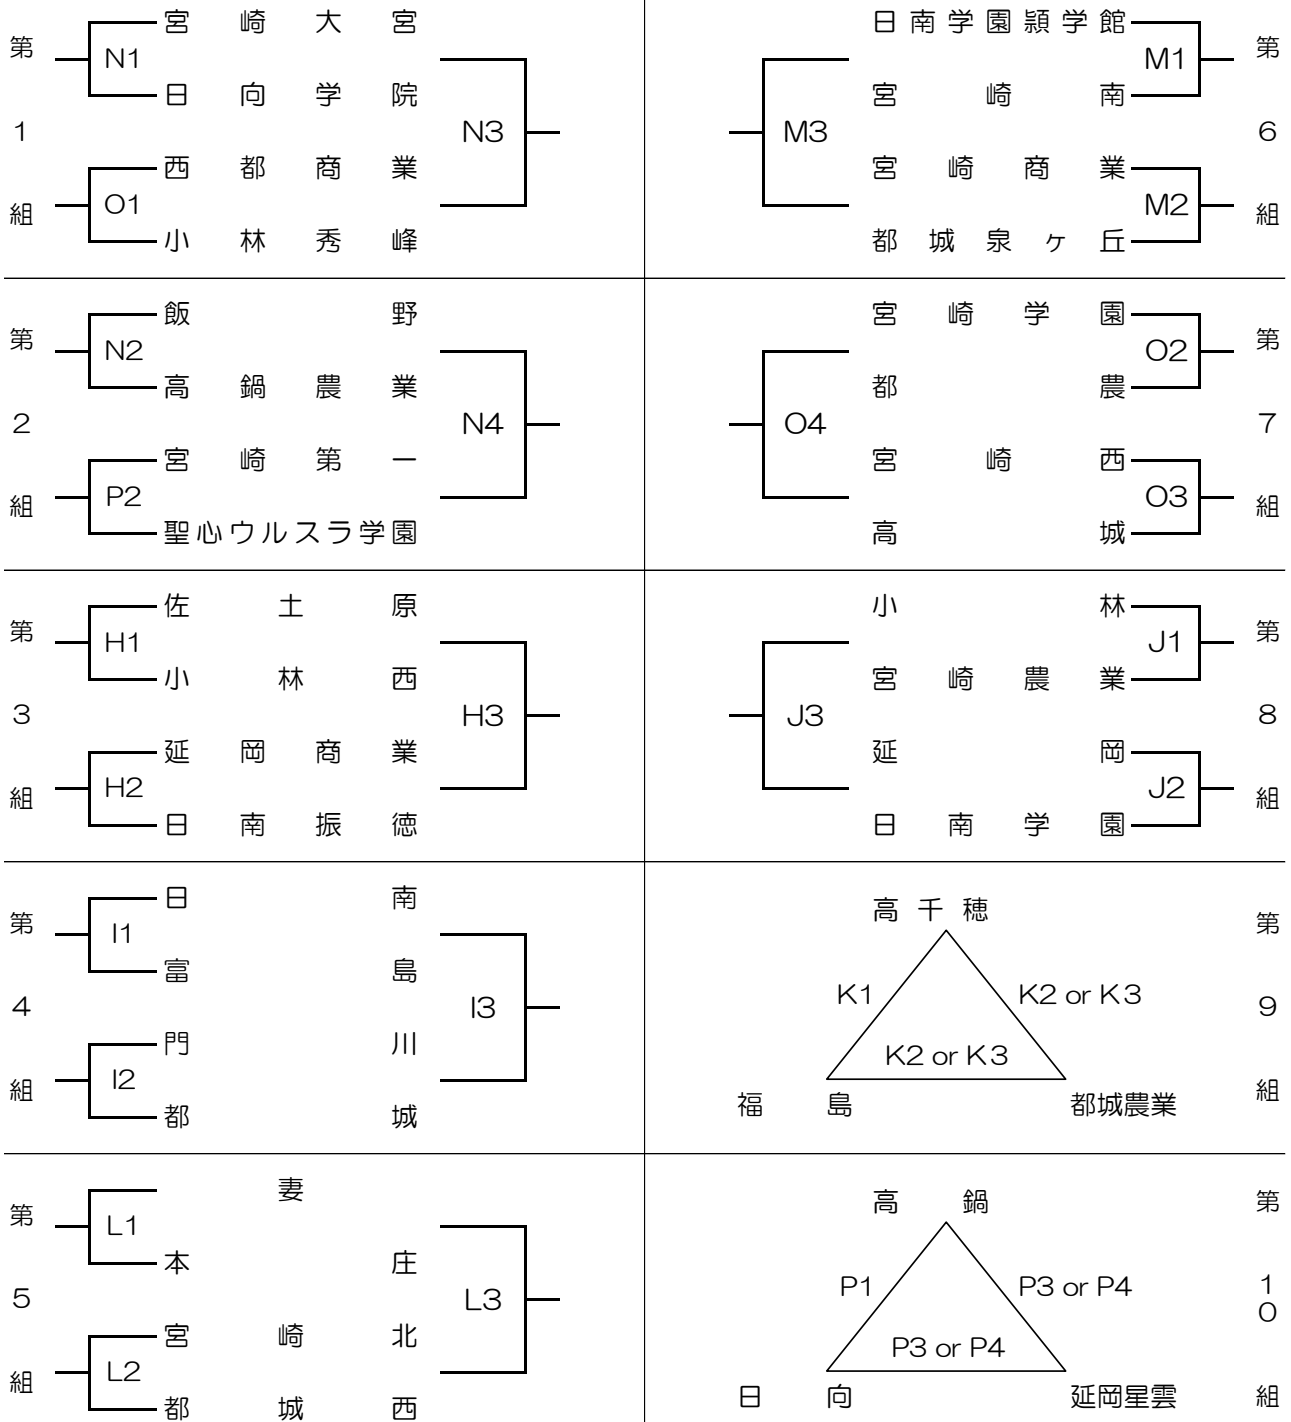 第1組
宮崎大宮
N1
日向学院
N3
西都商業
O1
小林秀峰
第2組
飯野
N2
高鍋農業
N4
宮崎第一
P2
聖心ウルスラ学園
第3組
佐土原
H1
小林西
H3
延岡商業
H2
日南振徳
第4組
日南
I1
富島
I3
門川
I2
都城
第5組
妻
L1
本庄
L3
宮崎北
L2
都城西
第6組
日南学園頴学館
M1
宮崎南
M3
宮崎商業
M2
都城泉ヶ丘
第7組
宮崎学園
O2
都農
O4
宮崎西
O3
高城
第8組
小林
J1
宮崎農業
J3
延岡
J2
日南学園
第9組
高千穂
K1
K2 or K3
K2 or K3
福島
都城農業
第10組
高鍋
P1
P3 or P4
P3 or P4
日向
延岡星雲